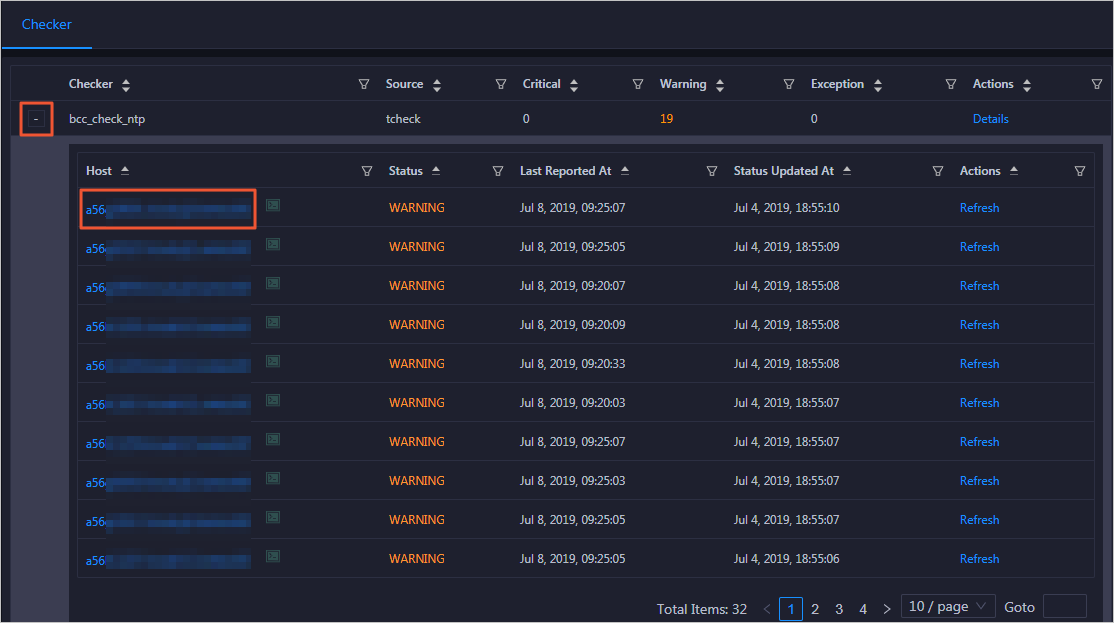 Checker
Checker Source Critical Warning Exception Actions
- bcc_check_ntp tcheck 0 19 0 Details
Host Status Last Reported At Status Updated At Actions
a56 WARNING Jul 8, 2019, 09:25:07 Jul 4, 2019, 18:55:10 Refresh
a56 WARNING Jul 8, 2019, 09:25:05 Jul 4, 2019, 18:55:09 Refresh
a56 WARNING Jul 8, 2019, 09:20:07 Jul 4, 2019, 18:55:08 Refresh
a56 WARNING Jul 8, 2019, 09:20:09 Jul 4, 2019, 18:55:08 Refresh
a56 WARNING Jul 8, 2019, 09:20:33 Jul 4, 2019, 18:55:08 Refresh
a56 WARNING Jul 8, 2019, 09:20:03 Jul 4, 2019, 18:55:07 Refresh
a56 WARNING Jul 8, 2019, 09:25:07 Jul 4, 2019, 18:55:07 Refresh
a56 WARNING Jul 8, 2019, 09:25:03 Jul 4, 2019, 18:55:07 Refresh
a56 WARNING Jul 8, 2019, 09:25:05 Jul 4, 2019, 18:55:07 Refresh
a56 WARNING Jul 8, 2019, 09:25:05 Jul 4, 2019, 18:55:06 Refresh
Total Items: 32 < 1 2 3 4 > 10 / page Goto